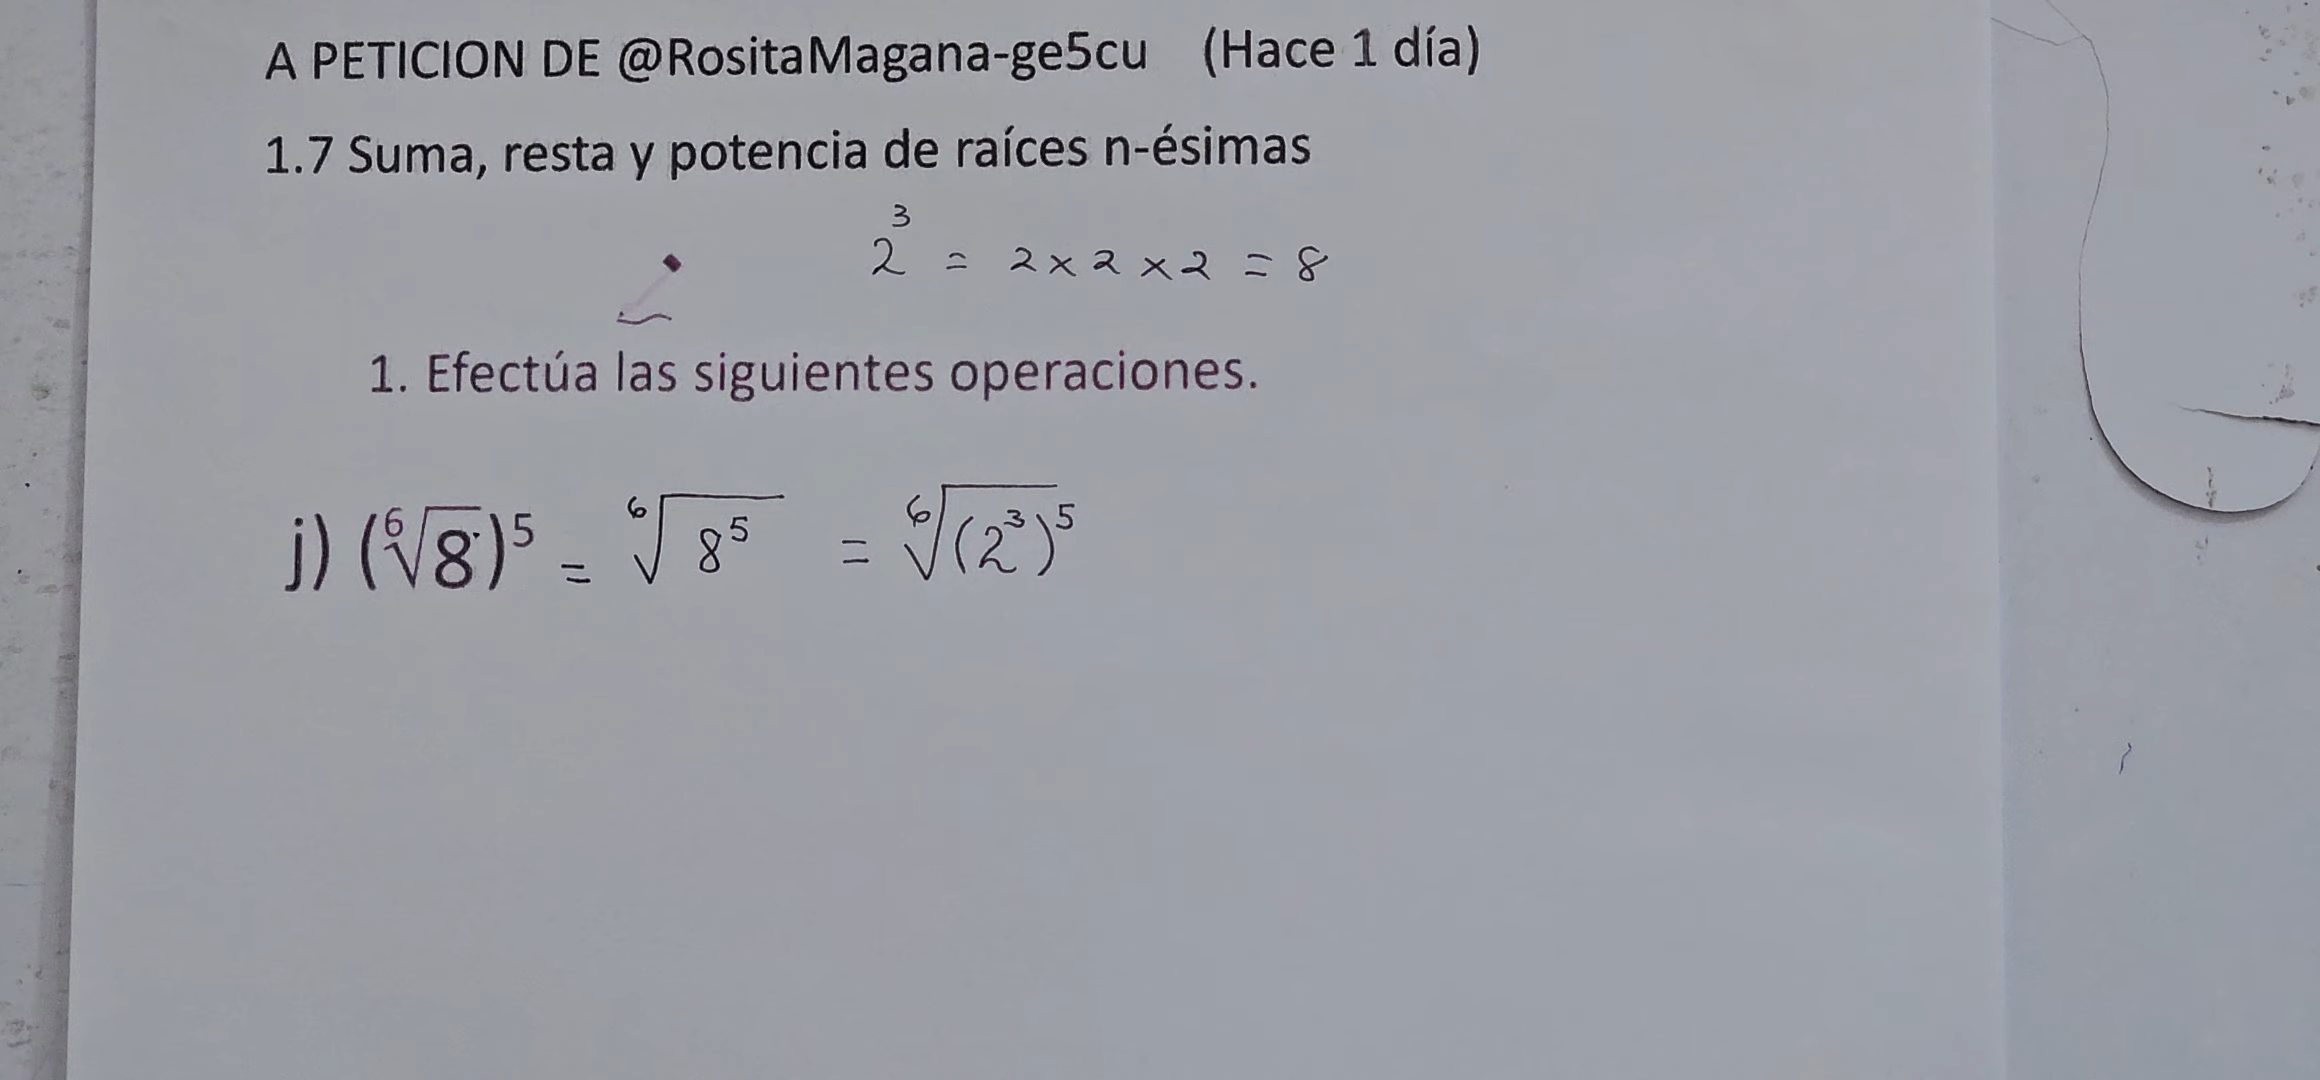 A PETICION DE @RositaMagana-ge5cu (Hace 1 día)
1.7 Suma, resta y potencia de raíces n-ésimas
2³ = 2 × 2 × 2 = 8
1. Efectúa las siguientes operaciones.
j) (⁶√8)⁵ = ⁶√8⁵ = ⁶√(2³)⁵